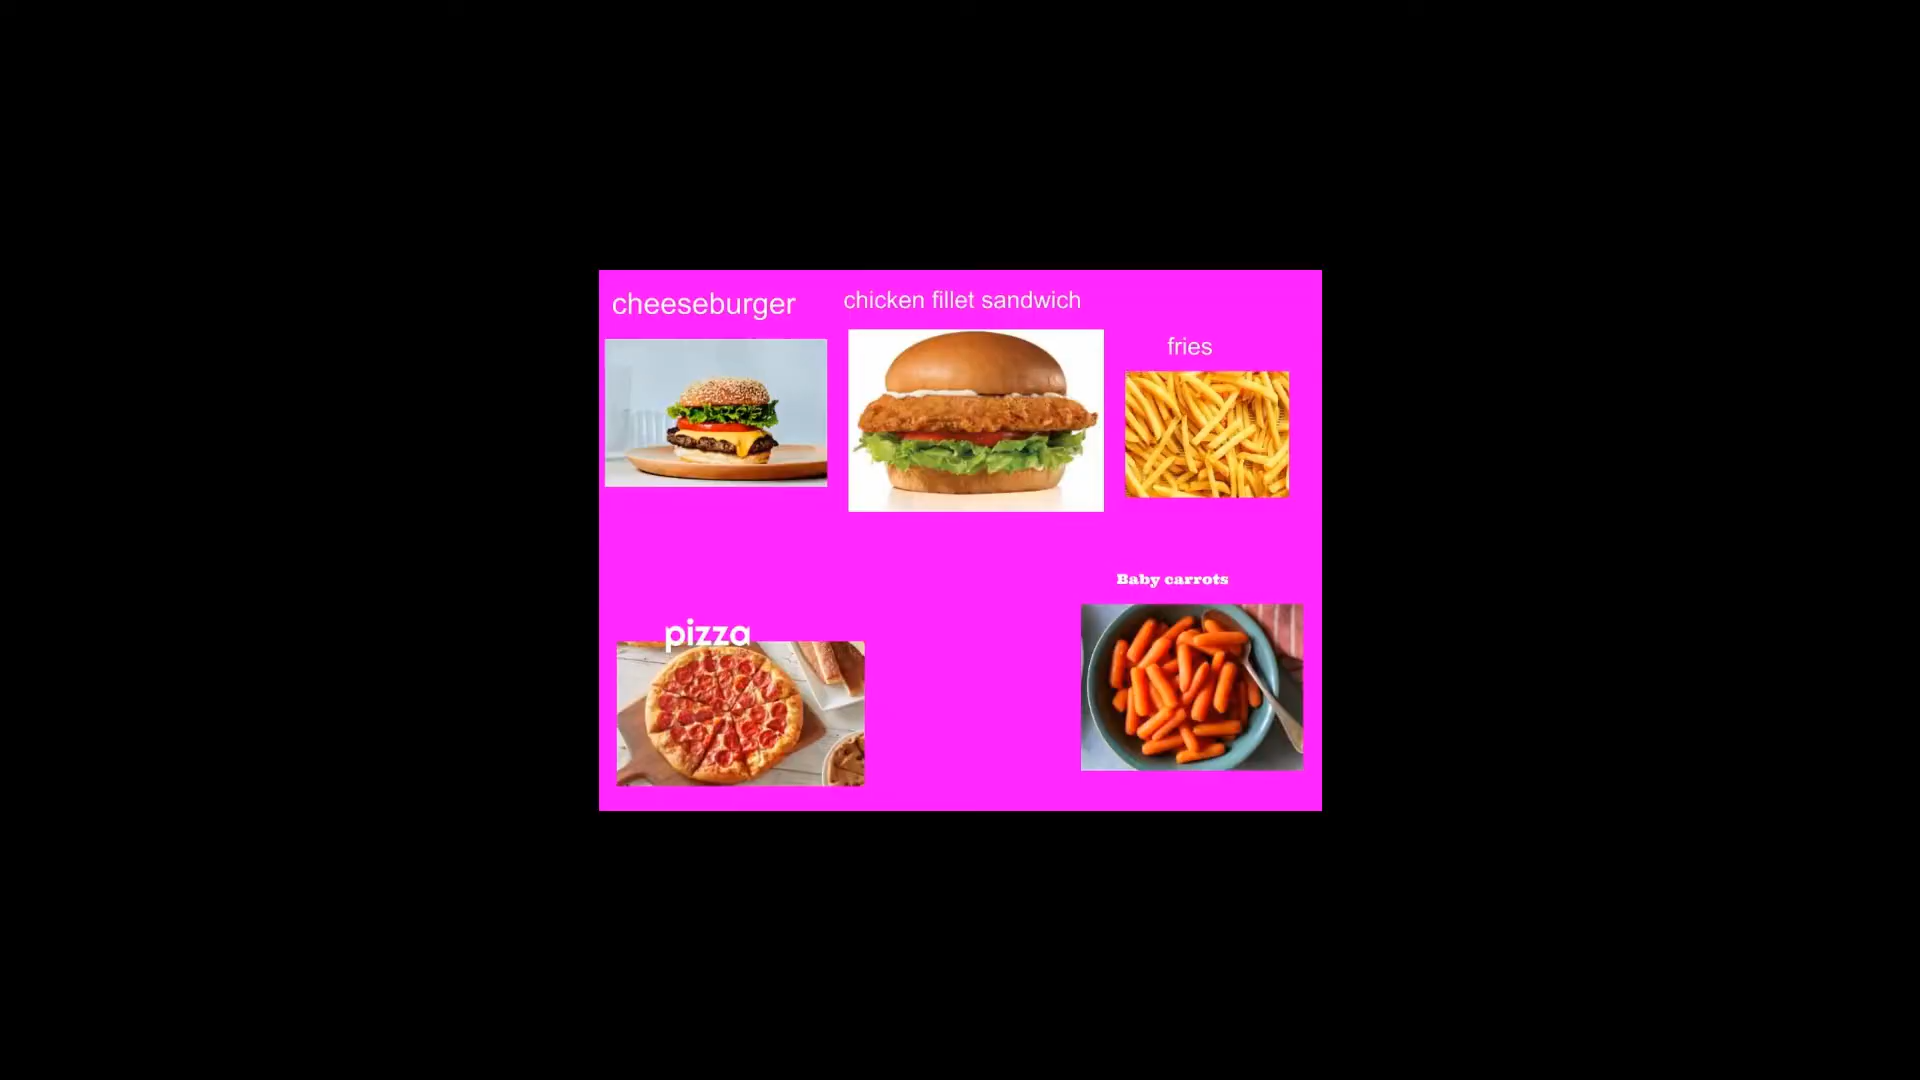 cheeseburger
chicken fillet sandwich
fries
Baby carrots
pizza